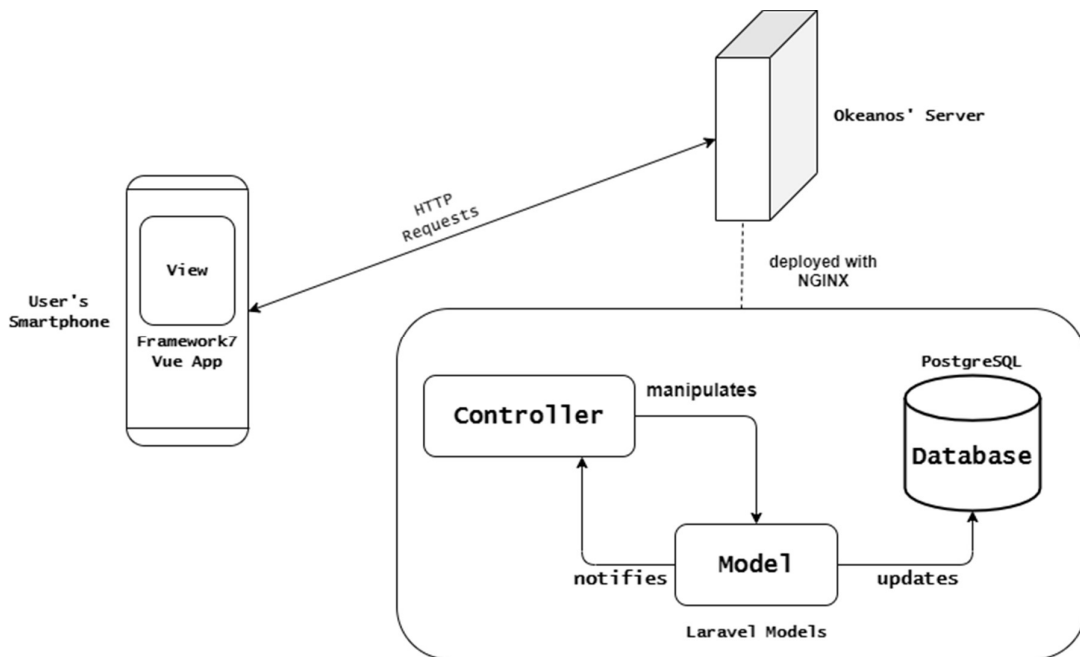 Okeanos' Server
HTTP
Requests
View
User's
Smartphone
Framework7
Vue App
deployed with
NGINX
PostgreSQL
Controller
manipulates
Database
Model
notifies
updates
Laravel Models